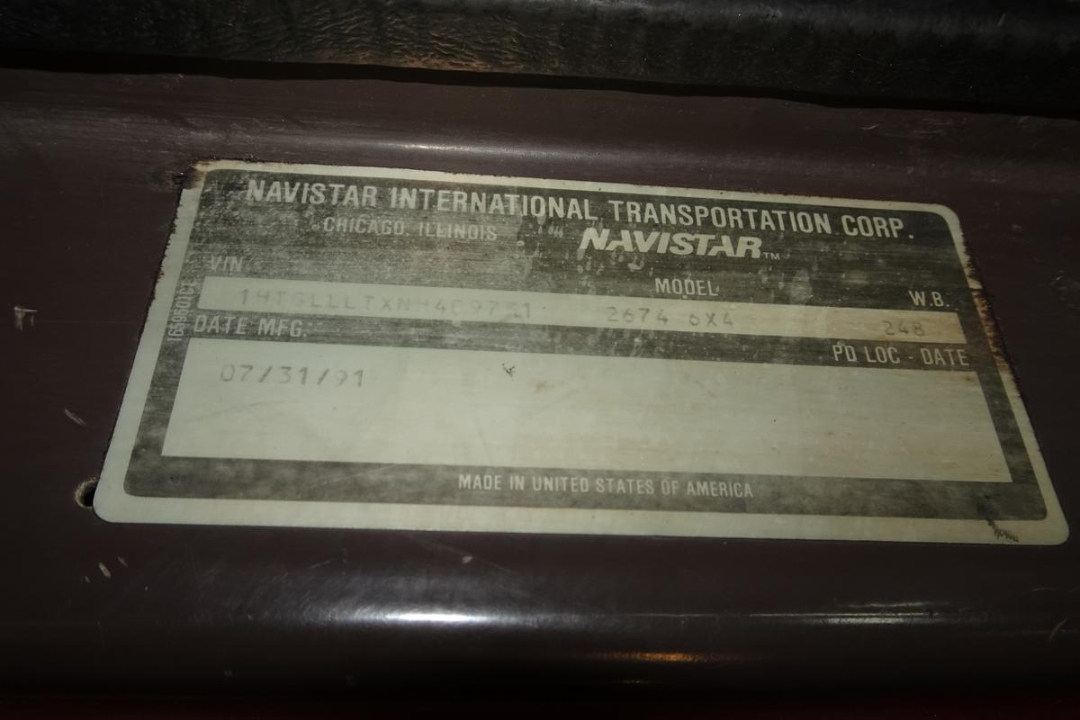 NAVISTAR INTERNATIONAL TRANSPORTATION CORP.
CHICAGO, ILLINOIS NAVISTAR™
VIN MODEL W.B.
2674 6X4 248
DATE MFG. PD LOC - DATE
07/31/91
MADE IN UNITED STATES OF AMERICA